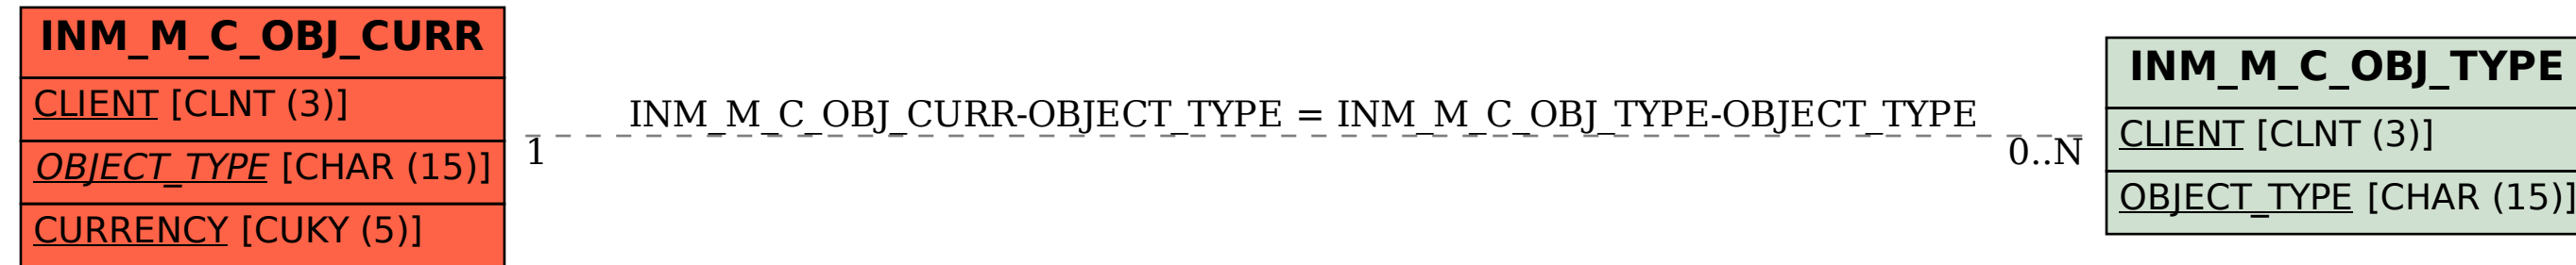 INM_M_C_OBJ_CURR
CLIENT [CLNT (3)]
OBJECT_TYPE [CHAR (15)]
CURRENCY [CUKY (5)]
INM_M_C_OBJ_CURR-OBJECT_TYPE = INM_M_C_OBJ_TYPE-OBJECT_TYPE
1
0..N
INM_M_C_OBJ_TYPE
CLIENT [CLNT (3)]
OBJECT_TYPE [CHAR (15)]